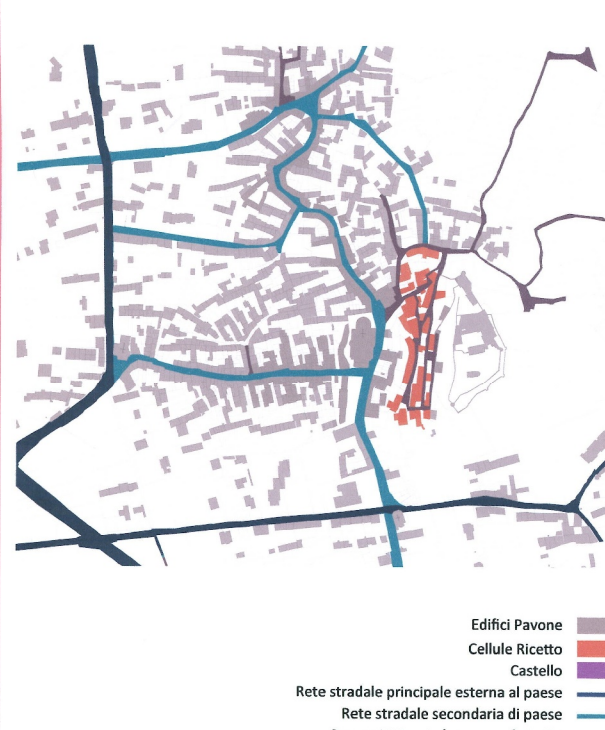 Edifici Pavone
Cellule Ricetto
Castello
Rete stradale principale esterna al paese
Rete stradale secondaria di paese